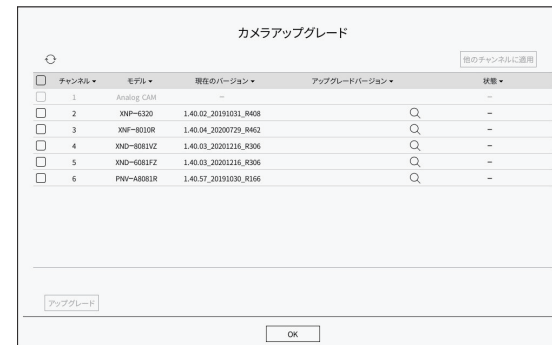 カメラアップグレード
他のチャンネルに適用
チャンネル▼ モデル▼ 現在のバージョン▼ アップグレードバージョン▼ 状態▼
1 Analog CAM − −
2 XNP−6320 1.40.02_20191031_R408 −
3 XNF−8010R 1.40.04_20200729_R462 −
4 XND−8081VZ 1.40.03_20201216_R306 −
5 XND−6081FZ 1.40.03_20201216_R306 −
6 PNV−A8081R 1.40.57_20191030_R166 −
アップグレード
OK